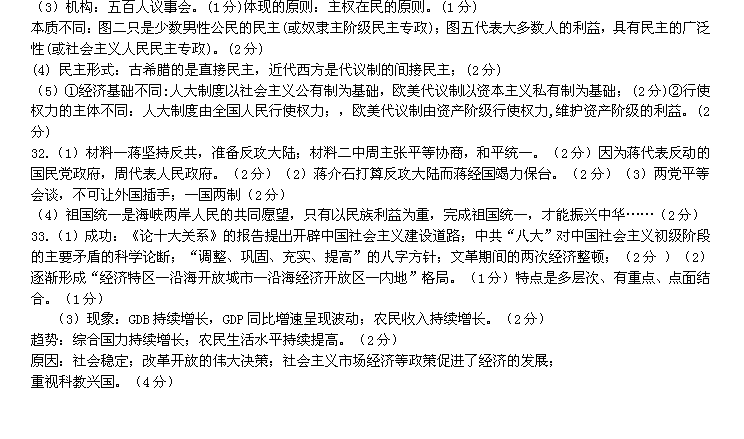 （3）机构：五百人议事会。(1分)体现的原则：主权在民的原则。(1分)
本质不同：图二只是少数男性公民的民主(或奴隶主阶级民主专政)；图五代表大多数人的利益，具有民主的广泛
性(或社会主义人民民主专政)。(2分)
(4) 民主形式：古希腊的是直接民主，近代西方是代议制的间接民主；(2分)
（5）①经济基础不同:人大制度以社会主义公有制为基础，欧美代议制以资本主义私有制为基础；(2分)②行使
权力的主体不同：人大制度由全国人民行使权力；，欧美代议制由资产阶级行使权力,维护资产阶级的利益。(2
分)
32.（1）材料一蒋坚持反共，准备反攻大陆；材料二中周主张平等协商，和平统一。（2分）因为蒋代表反动的
国民党政府，周代表人民政府。（2分）（2）蒋介石打算反攻大陆而蒋经国竭力保台。（2分）（3）两党平等
会谈，不可让外国插手；一国两制（2分）
（4）祖国统一是海峡两岸人民的共同愿望，只有以民族利益为重，完成祖国统一，才能振兴中华……（2分）
33.（1）成功：《论十大关系》的报告提出开辟中国社会主义建设道路；中共“八大”对中国社会主义初级阶段
的主要矛盾的科学论断；“调整、巩固、充实、提高”的八字方针；文革期间的两次经济整顿；（2分 ）（2）
逐渐形成“经济特区一沿海开放城市一沿海经济开放区一内地”格局。（1分）特点是多层次、有重点、点面结
合。（1分）
（3）现象：GDB持续增长，GDP同比增速呈现波动；农民收入持续增长。（2分）
趋势：综合国力持续增长；农民生活水平持续提高。（2分）
原因：社会稳定；改革开放的伟大决策；社会主义市场经济等政策促进了经济的发展；
重视科教兴国。（4分）